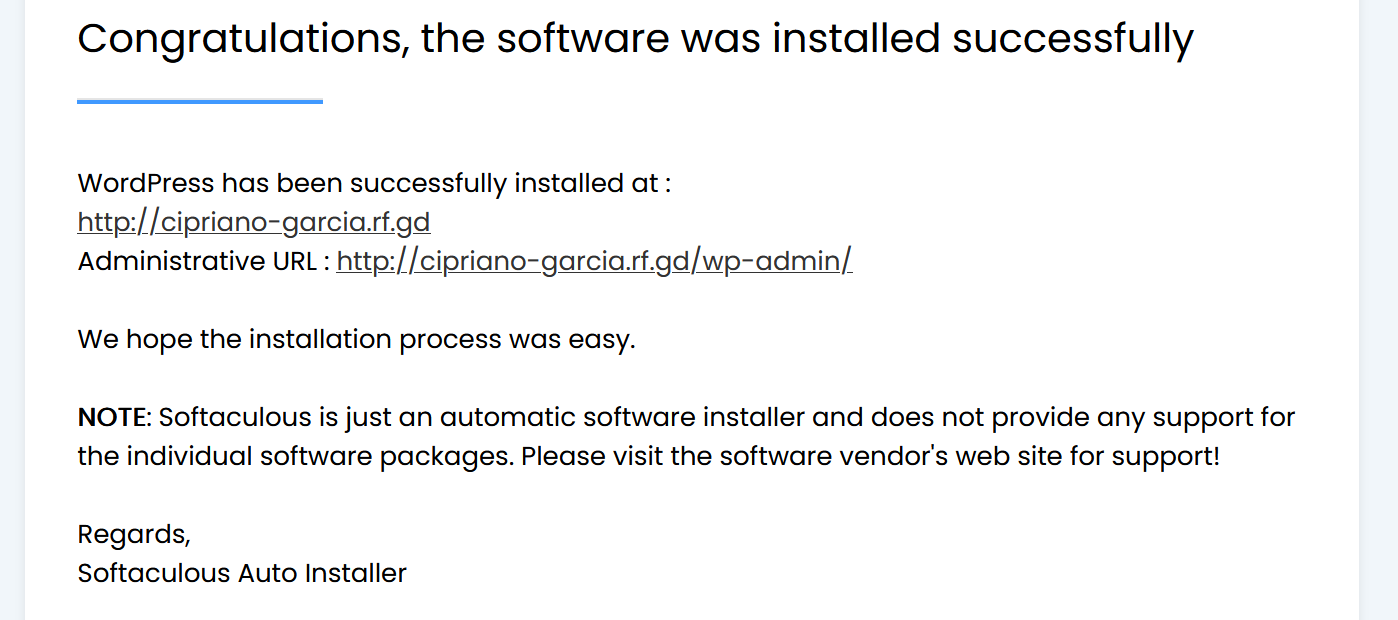 Congratulations, the software was installed successfully
WordPress has been successfully installed at :
http://cipriano-garcia.rf.gd
Administrative URL : http://cipriano-garcia.rf.gd/wp-admin/
We hope the installation process was easy.
NOTE: Softaculous is just an automatic software installer and does not provide any support for
the individual software packages. Please visit the software vendor's web site for support!
Regards,
Softaculous Auto Installer